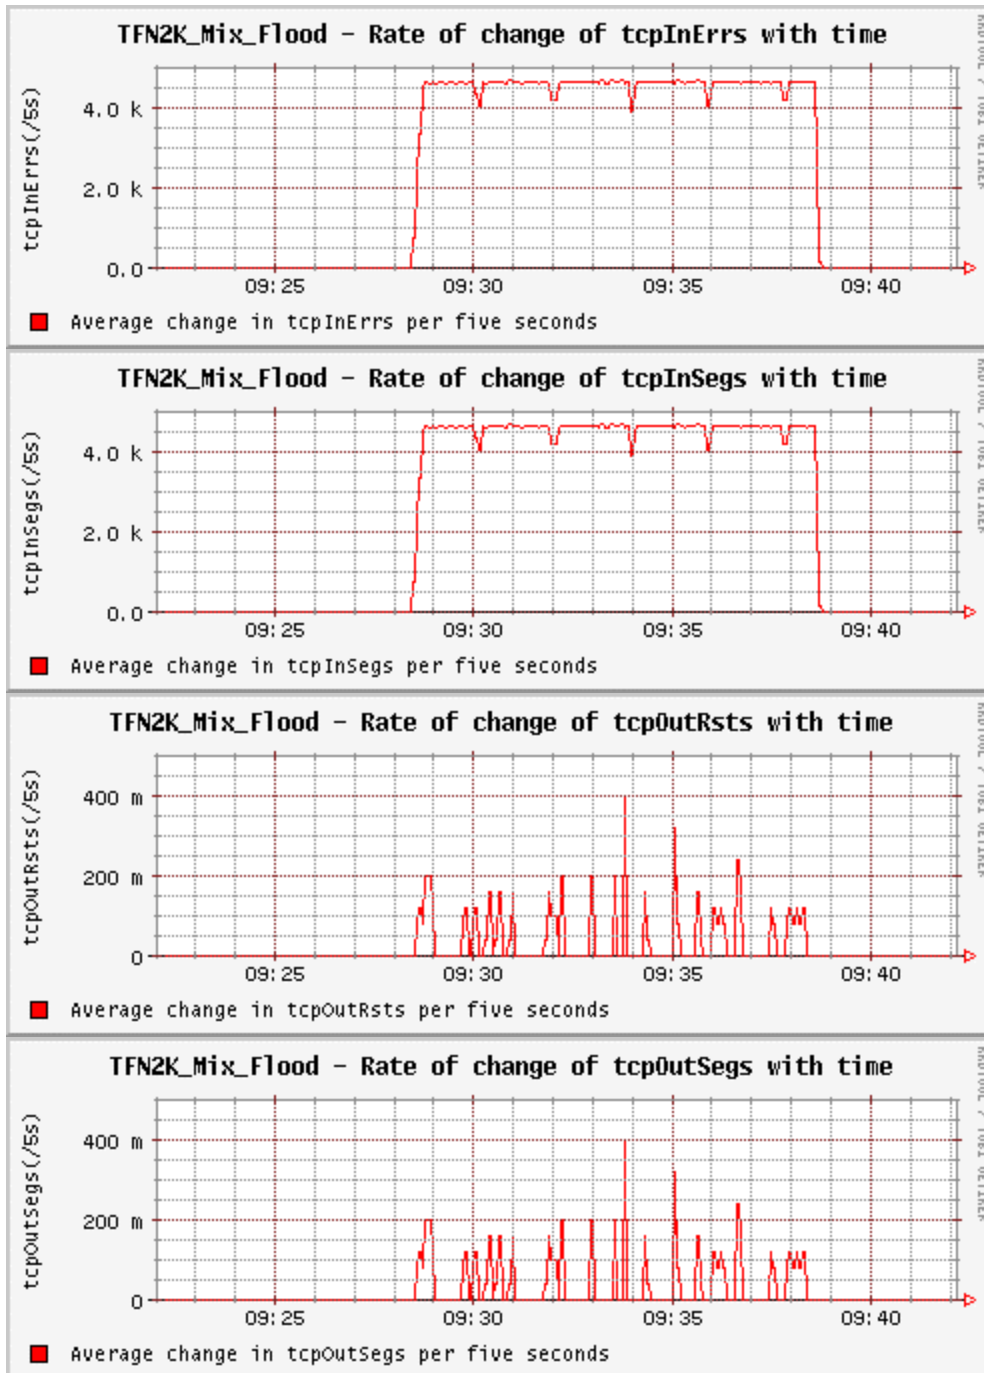 TFN2K_Mix_Flood - Rate of change of tcpInErrs with time
tcpInErrs(/5s)
4.0 k
2.0 k
0.0
09:25 09:30 09:35 09:40
Average change in tcpInErrs per five seconds
TFN2K_Mix_Flood - Rate of change of tcpInSegs with time
tcpInSegs(/5s)
4.0 k
2.0 k
0.0
09:25 09:30 09:35 09:40
Average change in tcpInSegs per five seconds
TFN2K_Mix_Flood - Rate of change of tcpOutRsts with time
tcpOutRsts(/5s)
400 m
200 m
0
09:25 09:30 09:35 09:40
Average change in tcpOutRsts per five seconds
TFN2K_Mix_Flood - Rate of change of tcpOutSegs with time
tcpOutSegs(/5s)
400 m
200 m
0
09:25 09:30 09:35 09:40
Average change in tcpOutSegs per five seconds